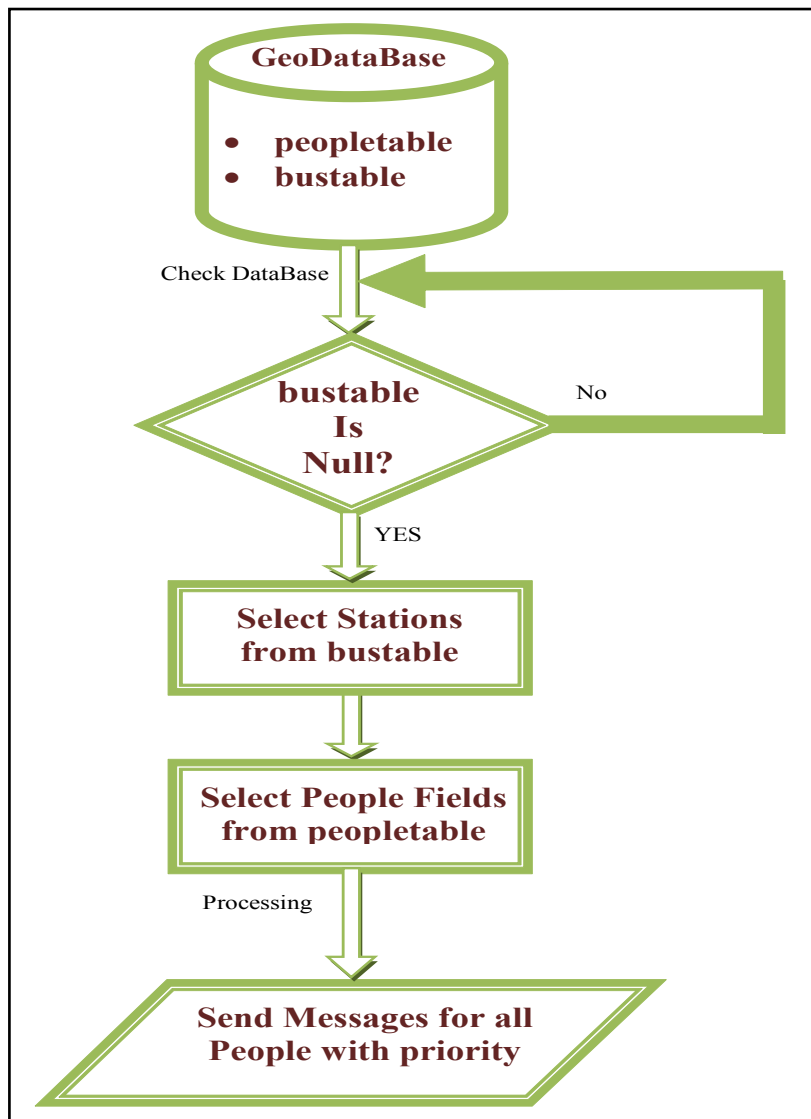 GeoDataBase
• peopletable
• bustable
Check DataBase
bustable
Is
Null?
No
YES
Select Stations
from bustable
Select People Fields
from peopletable
Processing
Send Messages for all
People with priority